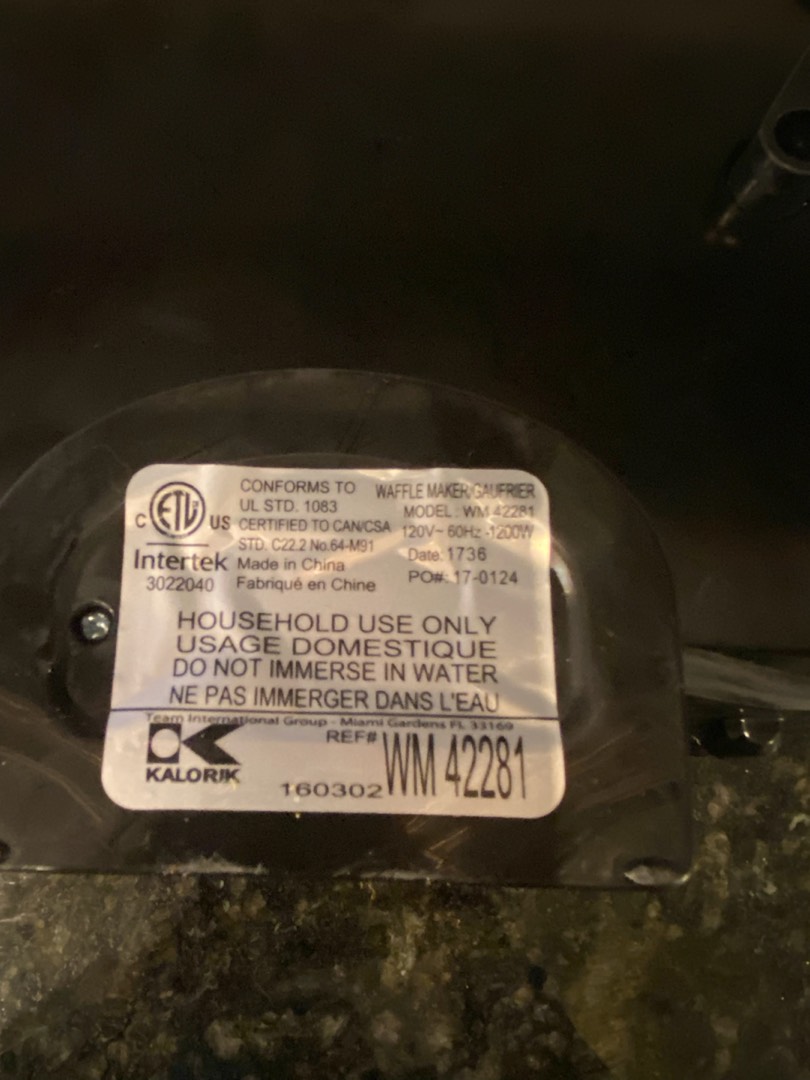 C ETL US
Intertek
3022040
CONFORMS TO
UL STD. 1083
CERTIFIED TO CAN/CSA
STD. C22.2 No.64-M91
Made in China
Fabriqué en Chine
WAFFLE MAKER/GAUFRIER
MODEL: WM 42281
120V~ 60Hz -1200W
Date: 1736
PO#: 17-0124
HOUSEHOLD USE ONLY
USAGE DOMESTIQUE
DO NOT IMMERSE IN WATER
NE PAS IMMERGER DANS L'EAU
Team International Group - Miami Gardens FL 33169
KALORIK
REF# WM 42281
160302